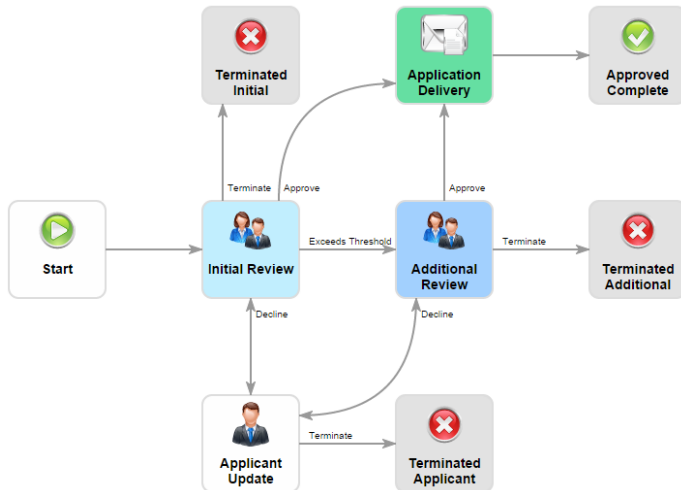 Terminated
Initial
Application
Delivery
Approved
Complete
Terminate
Approve
Approve
Start
Initial Review
Exceeds Threshold
Additional
Review
Terminate
Terminated
Additional
Decline
Decline
Applicant
Update
Terminate
Terminated
Applicant